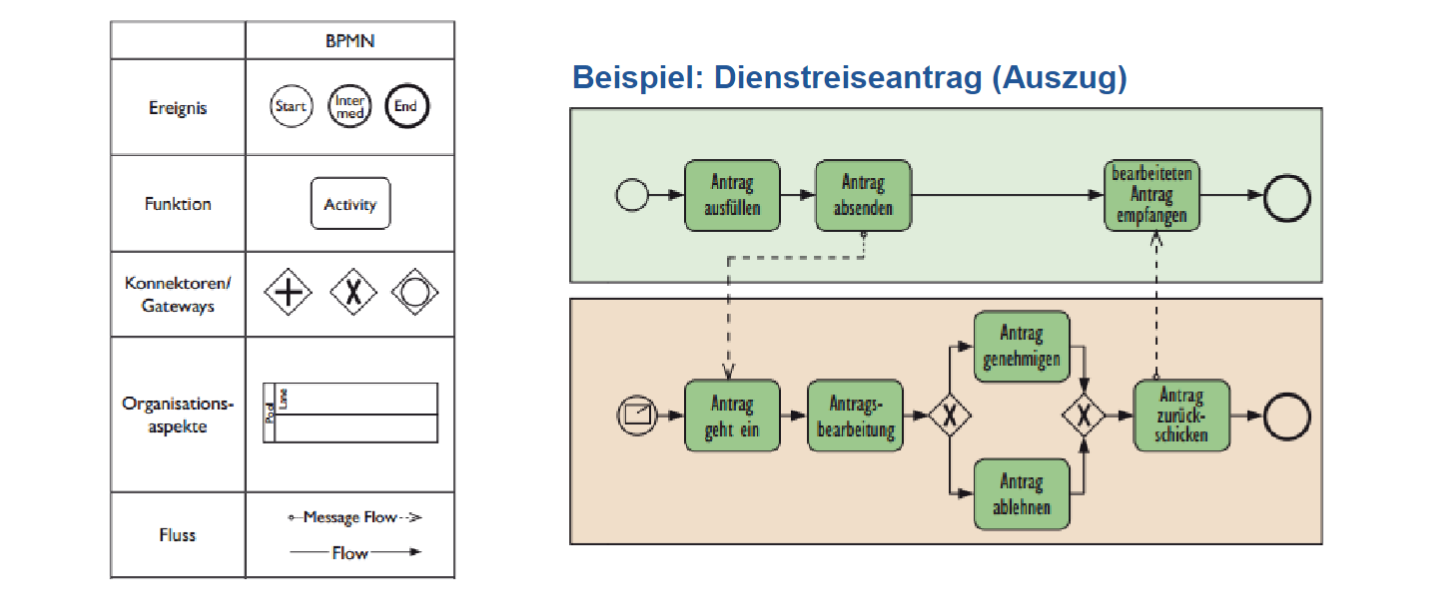 BPMN
Ereignis
Start
Inter
med
End
Funktion
Activity
Konnektoren/
Gateways
X
Organisations-
aspekte
Pool
Lane
Fluss
Message Flow
Flow
Beispiel: Dienstreiseantrag (Auszug)
Antrag
ausfüllen
Antrag
absenden
bearbeiteten
Antrag
empfangen
Antrag
geht ein
Antrags-
bearbeitung
X
Antrag
genehmigen
Antrag
ablehnen
X
Antrag
zurück-
schicken